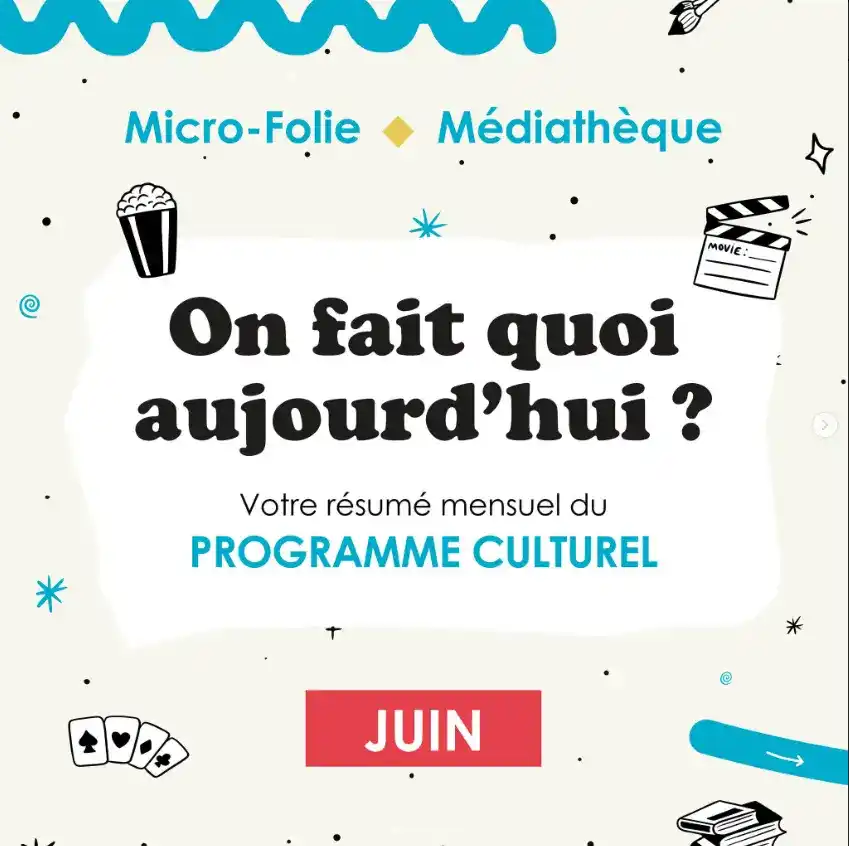 Micro-Folie ◆ Médiathèque
MOVIE:
On fait quoi
aujourd'hui ?
Votre résumé mensuel du
PROGRAMME CULTUREL
JUIN